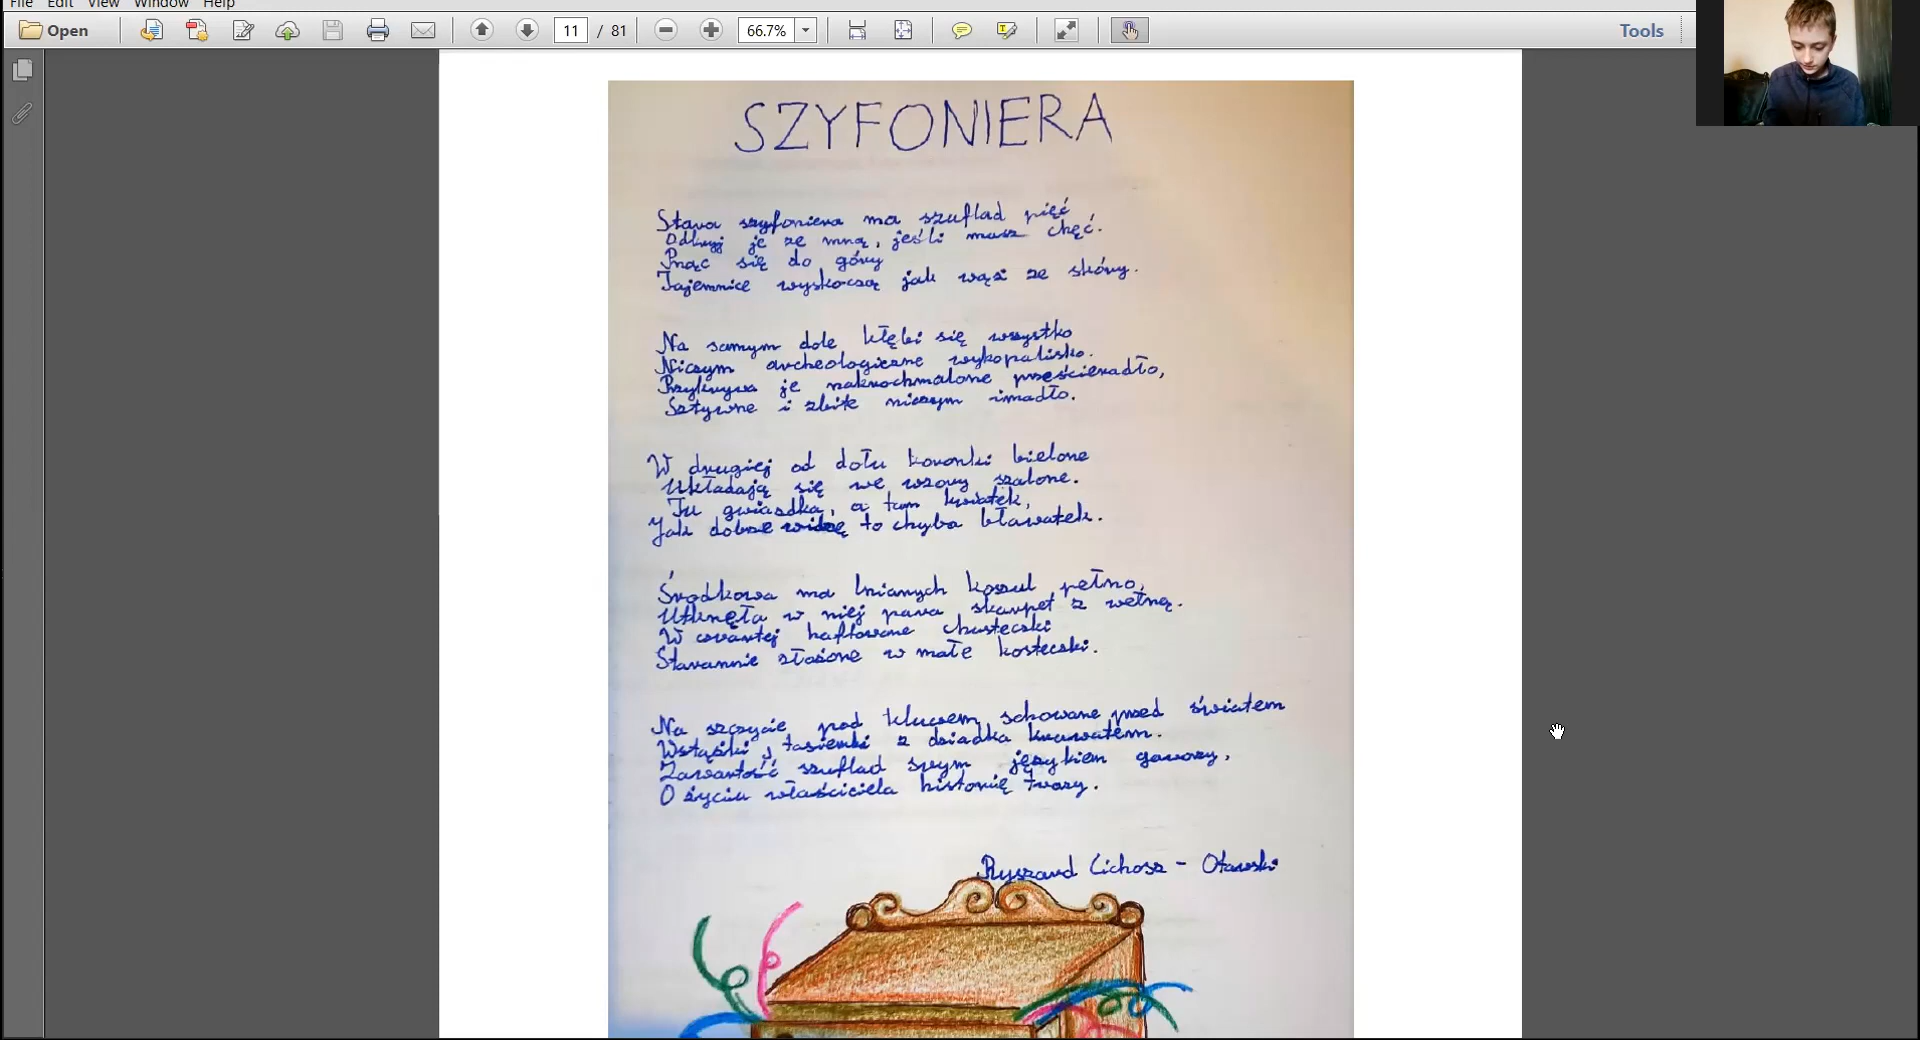 File Edit View Window Help
Open 11 / 81 66.7% Tools
SZYFONIERA
Stara szyfoniera ma szuflad pięć
Odkryj je ze mną, jeśli masz chęć.
Pnąc się do góry
Tajemnice wyskoczą jak wąż ze skóry.
Na samym dole kłębi się wszystko
Niczym archeologiczne wykopalisko.
Przykrywa je nakrochmalone prześcieradło,
Sztywne i zbite niczym imadło.
W drugiej od dołu koronki bielone
Układają się we wzory szalone.
Tu gwiazdka, a tam kwiatek,
Jak dobrze widzę to chyba bławatek.
Środkowa ma lnianych koszul pełno,
Utknęła w niej para skarpet z wełną.
W czwartej haftowane chusteczki
Starannie złożone w małe kosteczki.
Na szczycie pod kluczem, schowane przed światem
Wstążki, tasiemki z dziadka krawatem.
Zawartość szuflad swym językiem gaworzy,
O życiu właściciela historię tworzy.
Ryszard Cichosz - Otawski